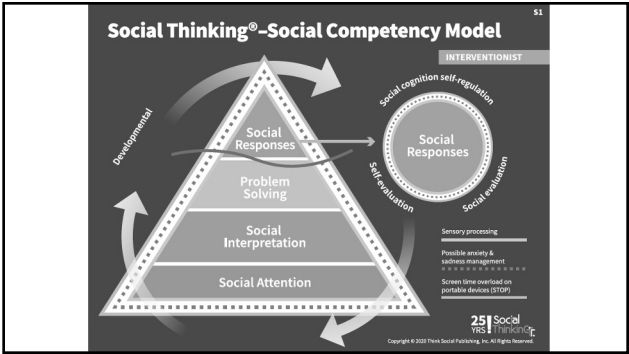 S1
Social Thinking®–Social Competency Model
INTERVENTIONIST
Social cognition self-regulation
Developmental
Social
Responses
Social
Responses
Problem
Solving
Self-evaluation
Social evaluation
Social
Interpretation
Social Attention
Sensory processing
Possible anxiety &
sadness management
Screen time overload on
portable devices (STOP)
25 YRS
Social
Thinking
Copyright © 2020 Think Social Publishing, Inc. All Rights Reserved.